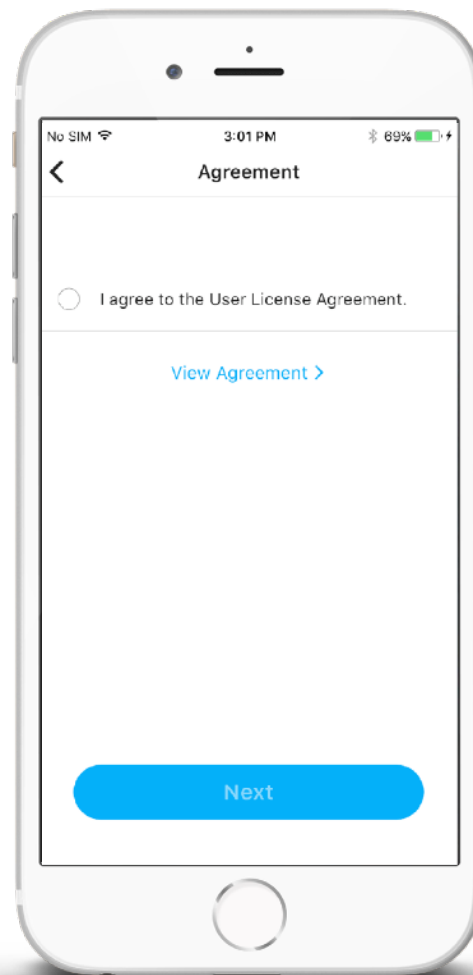 No SIM 3:01 PM 69%
Agreement
I agree to the User License Agreement.
View Agreement >
Next